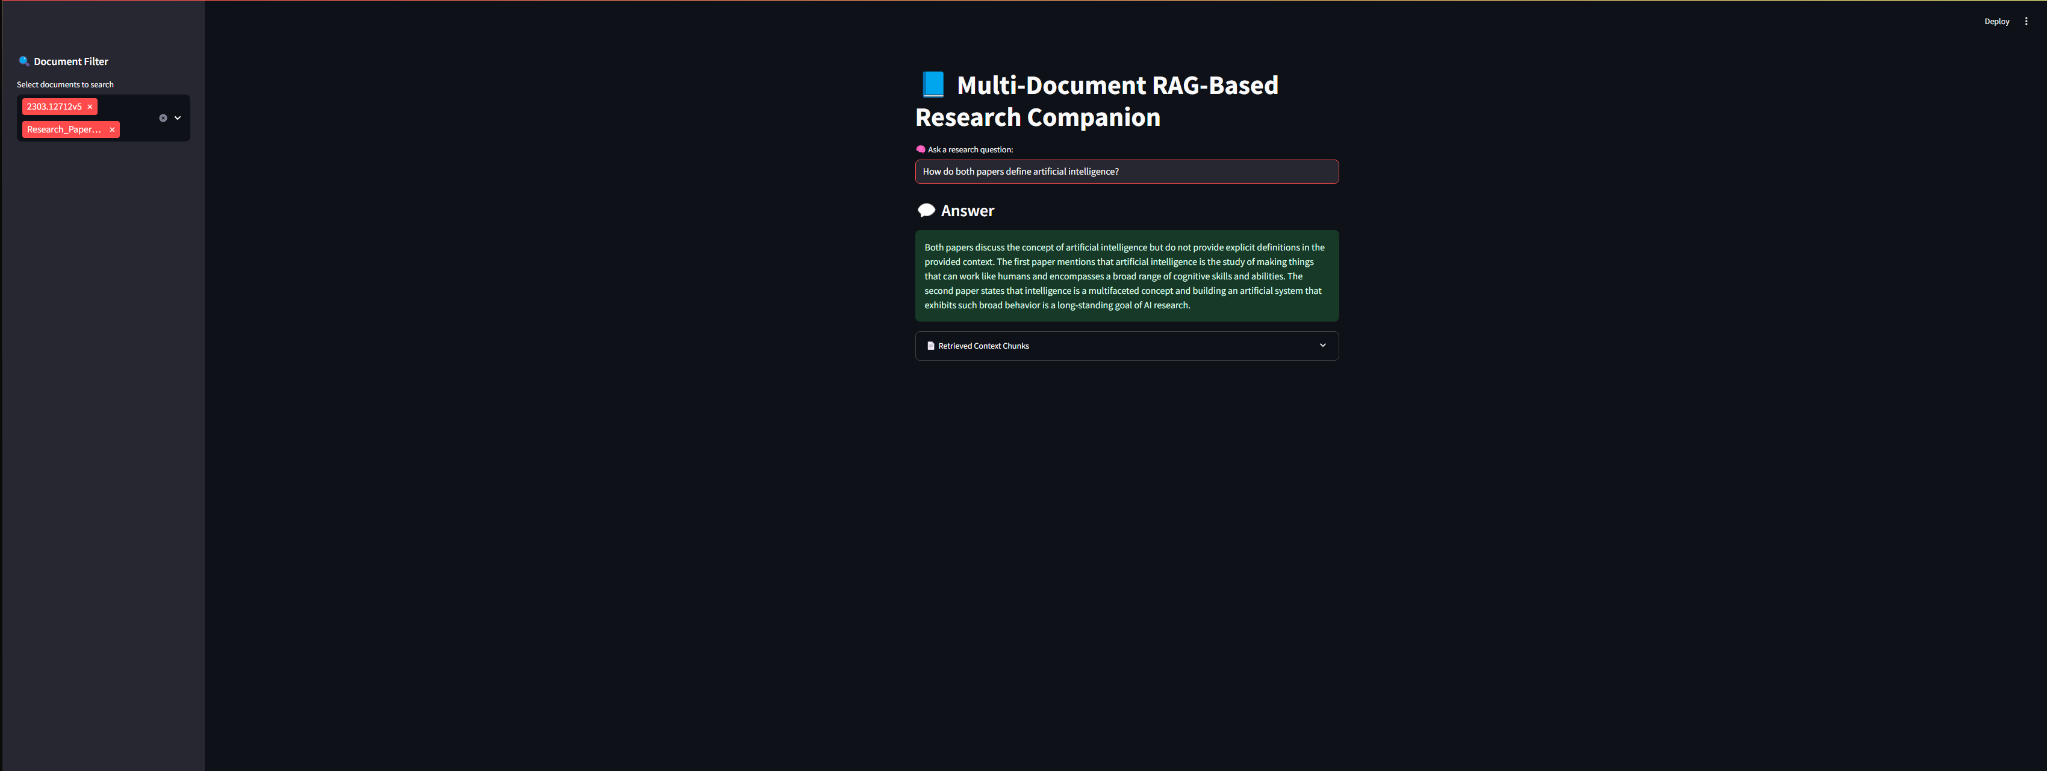 Deploy
Document Filter
Select documents to search
2303.12712v5
Research_Paper...
Multi-Document RAG-Based
Research Companion
Ask a research question:
How do both papers define artificial intelligence?
Answer
Both papers discuss the concept of artificial intelligence but do not provide explicit definitions in the
provided context. The first paper mentions that artificial intelligence is the study of making things
that can work like humans and encompasses a broad range of cognitive skills and abilities. The
second paper states that intelligence is a multifaceted concept and building an artificial system that
exhibits such broad behavior is a long-standing goal of AI research.
Retrieved Context Chunks